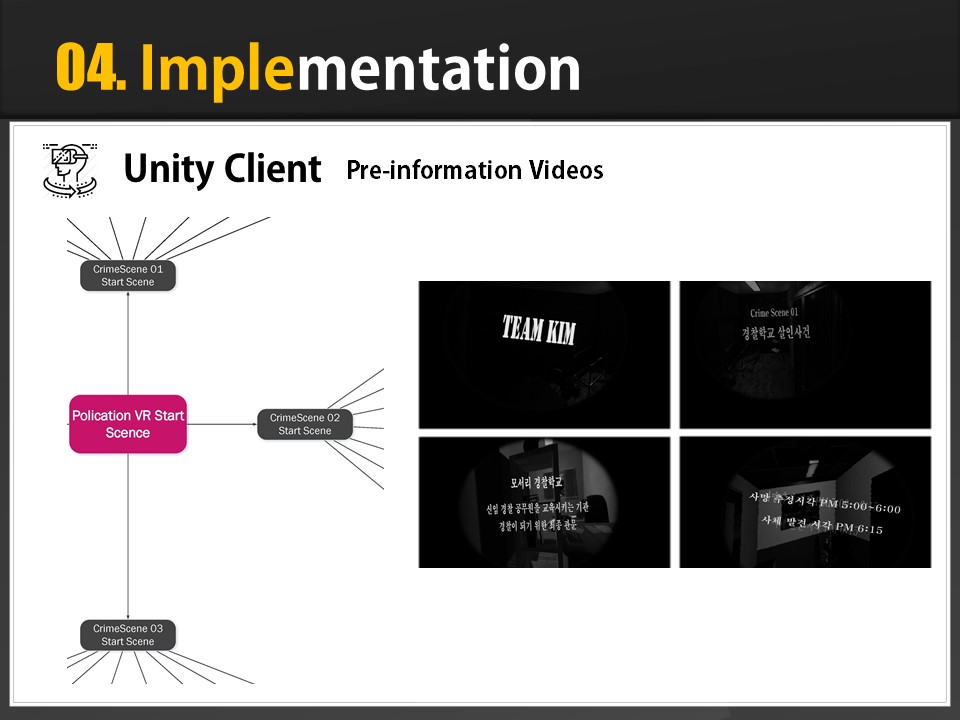 04. Implementation
Unity Client Pre-information Videos
CrimeScene 01
Start Scene
Polication VR Start
Scence
CrimeScene 02
Start Scene
CrimeScene 03
Start Scene
TEAM KIM
Crime Scene 01
경찰학교 살인사건
모서리 경찰학교
신임 경찰 공무원을 교육시키는 기관
경찰이 되기 위한 최종 관문
사망 추정시각 PM 5:00~6:00
사체 발견 시각 PM 6:15